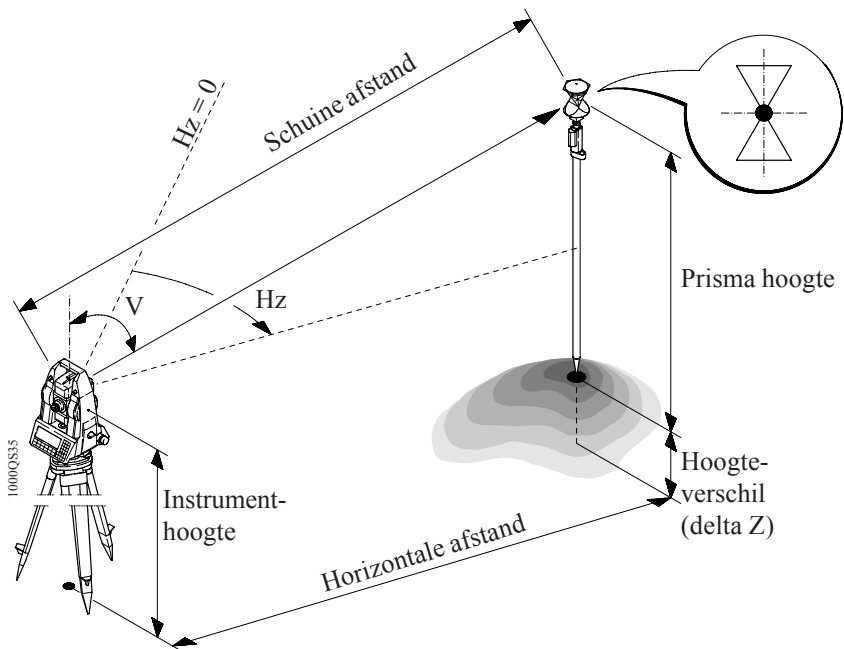 Hz = 0
Schuine afstand
V
Hz
Prisma hoogte
1000QS35
Instrument-
hoogte
Hoogte-
verschil
(delta Z)
Horizontale afstand